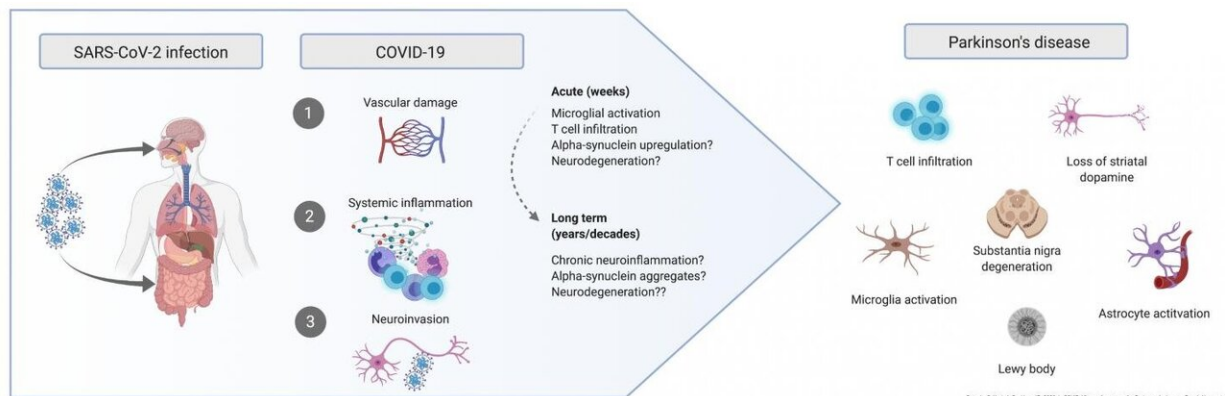 SARS-CoV-2 infection
COVID-19
1
Vascular damage
2
Systemic inflammation
3
Neuroinvasion
Acute (weeks)
Microglial activation
T cell infiltration
Alpha-synuclein upregulation?
Neurodegeneration?
Long term
(years/decades)
Chronic neuroinflammation?
Alpha-synuclein aggregates?
Neurodegeneration??
Parkinson's disease
T cell infiltration
Loss of striatal
dopamine
Substantia nigra
degeneration
Microglia activation
Astrocyte actitvation
Lewy body